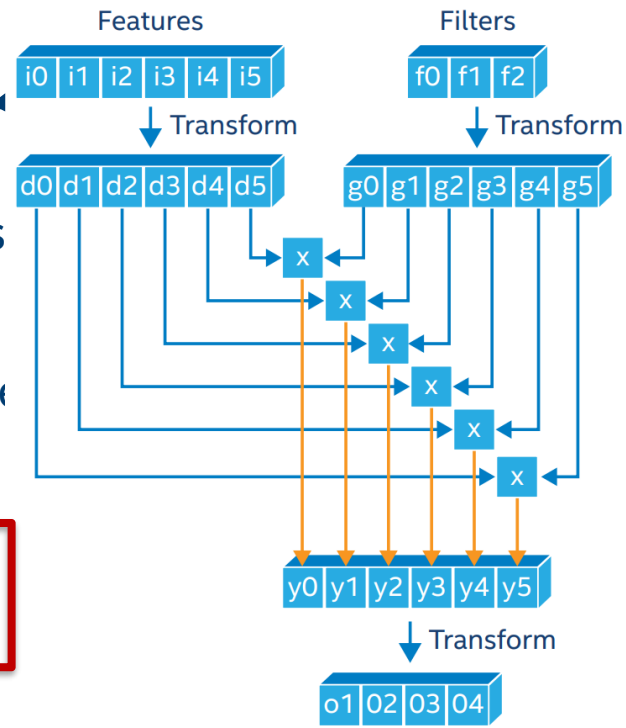 Features Filters
i0 i1 i2 i3 i4 i5 f0 f1 f2
Transform Transform
d0 d1 d2 d3 d4 d5 g0 g1 g2 g3 g4 g5
s
x
x
x
e
x
x
x
y0 y1 y2 y3 y4 y5
Transform
o1 02 03 04